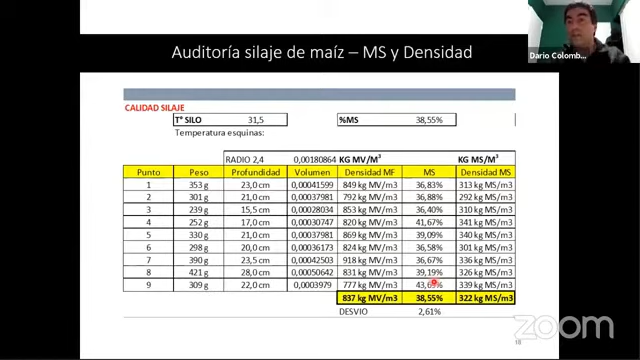 Auditoría silaje de maíz – MS y Densidad
Dario Colomb...
CALIDAD SILAJE
T° SILO 31,5 %MS 38,55%
Temperatura esquinas:
RADIO 2,4 0,00180864 KG MV/M³ KG MS/M³
Punto Peso Profundidad Volumen Densidad MF MS Densidad MS
1 353 g 23,0 cm 0,00041599 849 kg MV/m3 36,83% 313 kg MS/m3
2 301 g 21,0 cm 0,00037981 792 kg MV/m3 36,88% 292 kg MS/m3
3 239 g 15,5 cm 0,00028034 853 kg MV/m3 36,40% 310 kg MS/m3
4 252 g 17,0 cm 0,00030747 820 kg MV/m3 41,67% 341 kg MS/m3
5 330 g 21,0 cm 0,00037981 869 kg MV/m3 39,09% 340 kg MS/m3
6 298 g 20,0 cm 0,00036173 824 kg MV/m3 36,58% 301 kg MS/m3
7 390 g 23,5 cm 0,00042503 918 kg MV/m3 36,67% 336 kg MS/m3
8 421 g 28,0 cm 0,00050642 831 kg MV/m3 39,19% 326 kg MS/m3
9 309 g 22,0 cm 0,0003979 777 kg MV/m3 43,69% 339 kg MS/m3
837 kg MV/m3 38,55% 322 kg MS/m3
DESVIO 2,61%
zoom
18